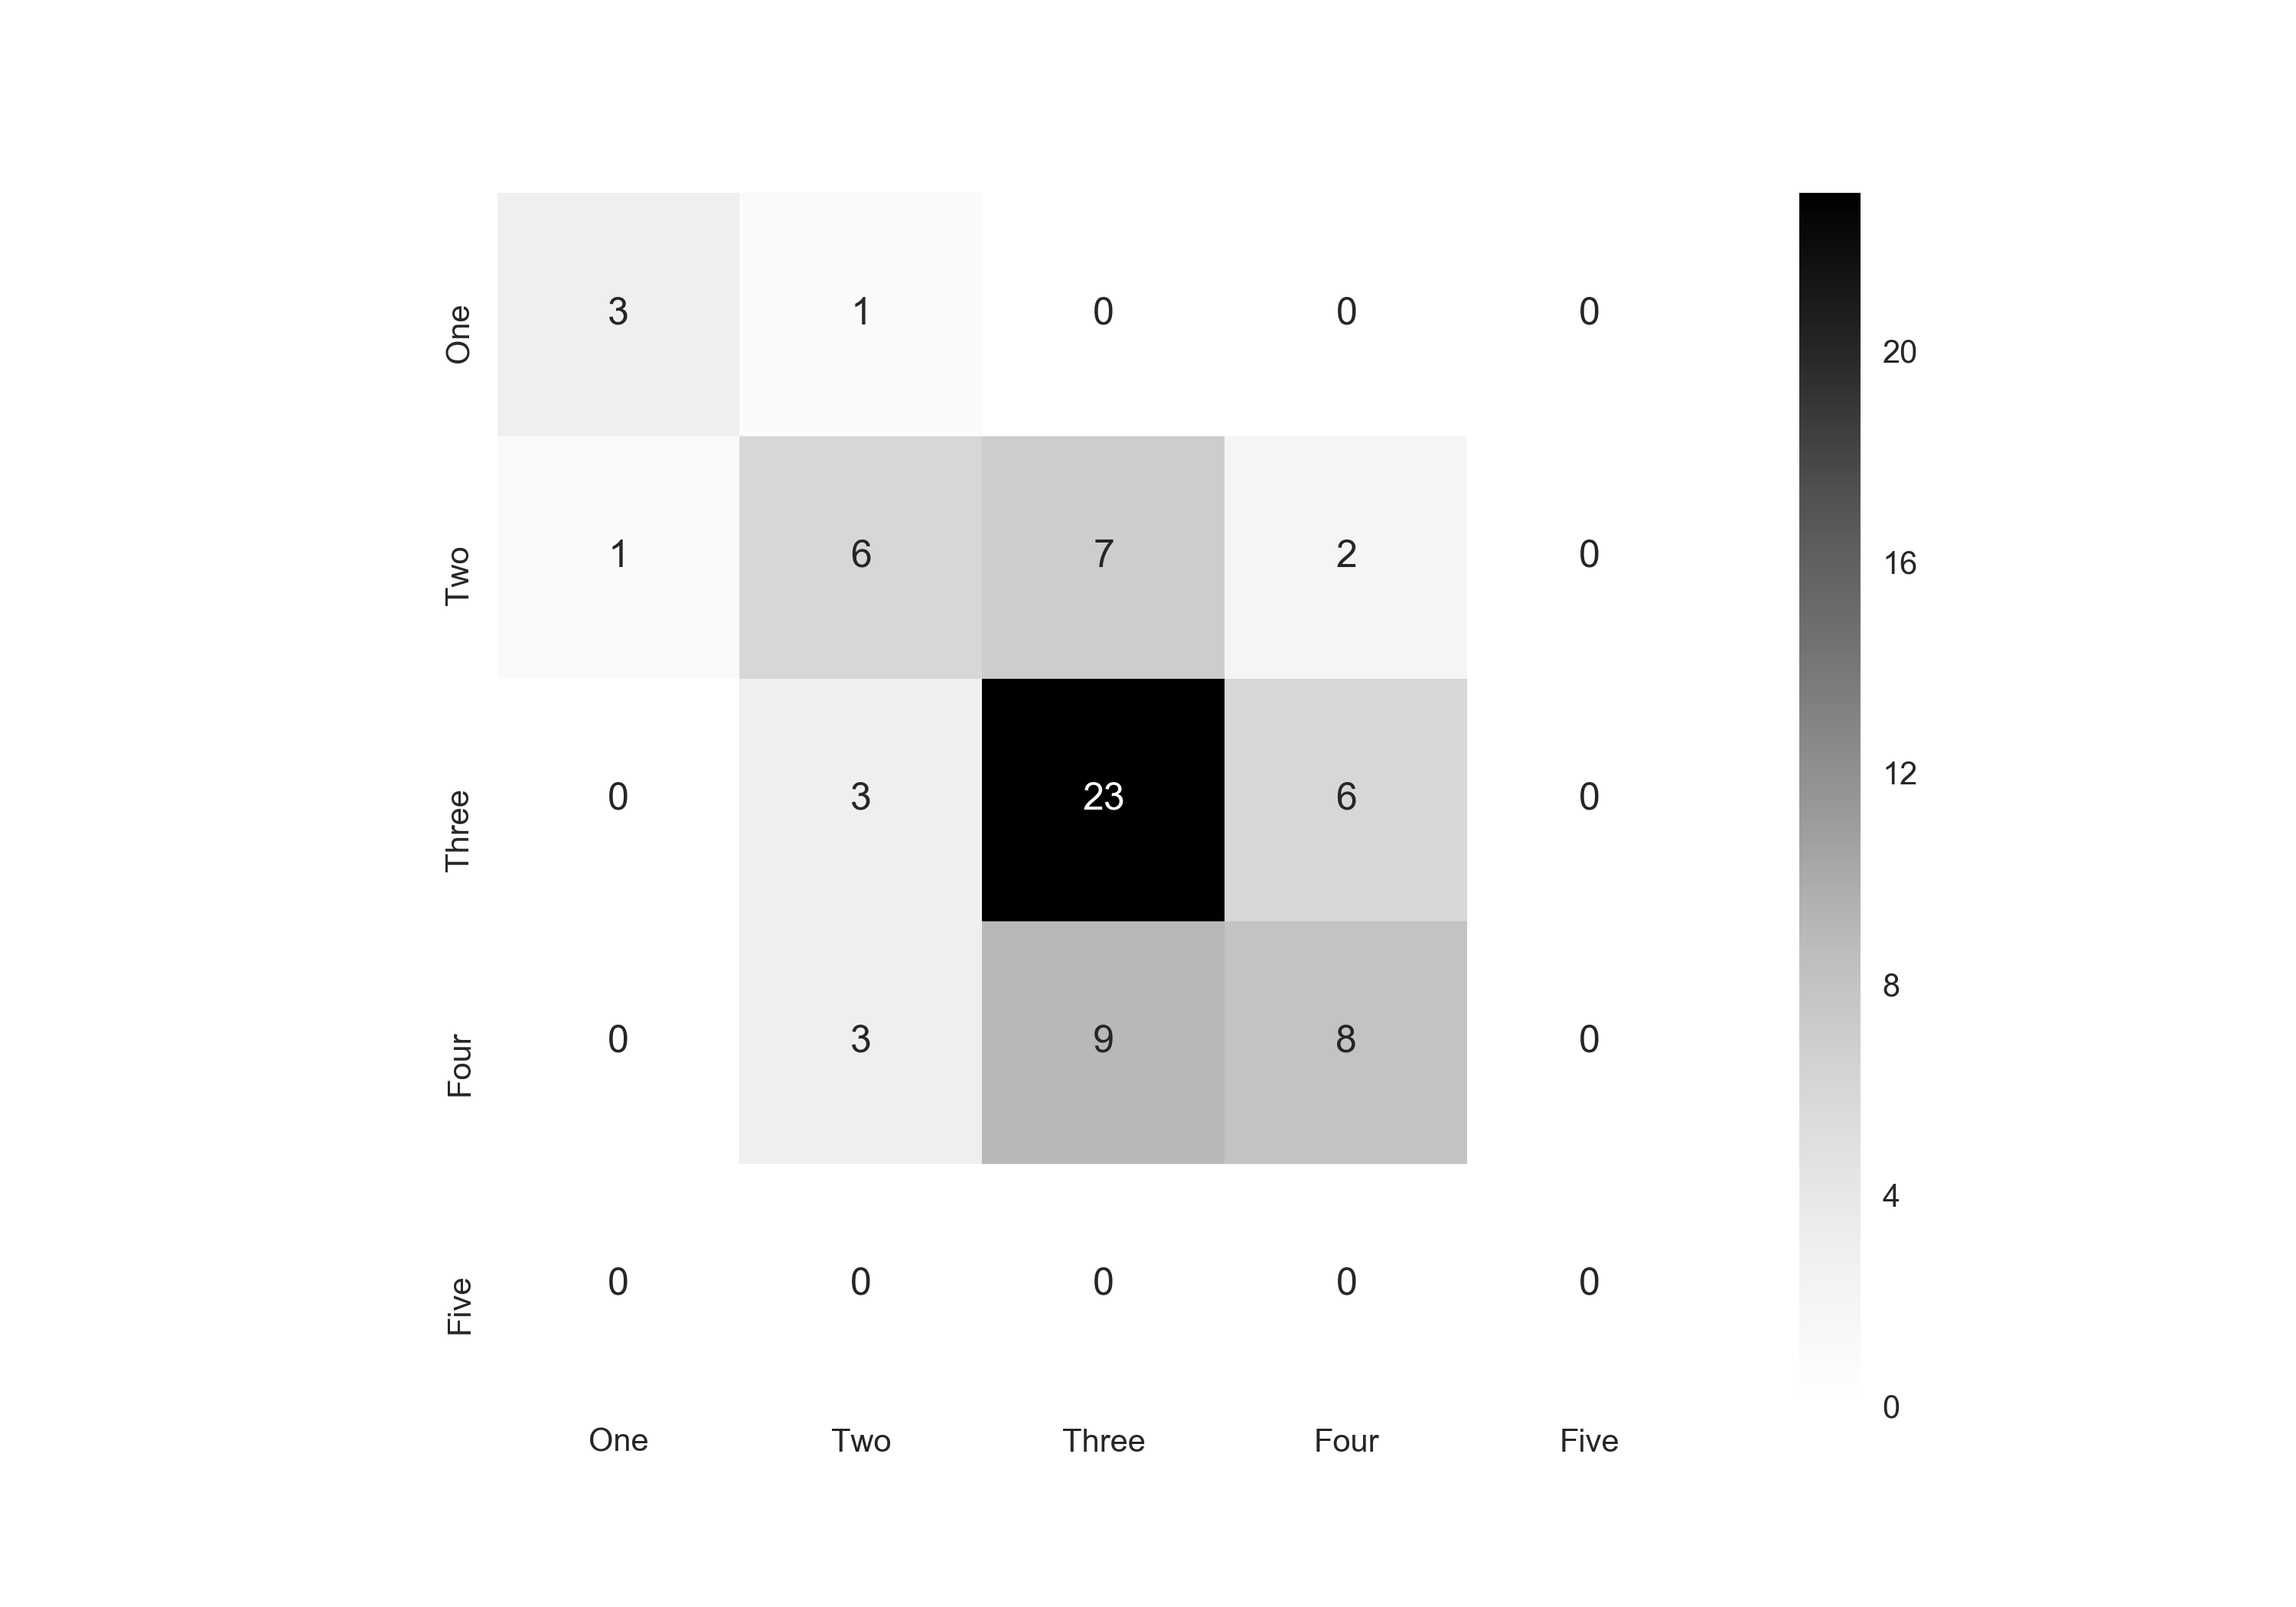 One 3 1 0 0 0
Two 1 6 7 2 0
Three 0 3 23 6 0
Four 0 3 9 8 0
Five 0 0 0 0 0
One Two Three Four Five
20
16
12
8
4
0